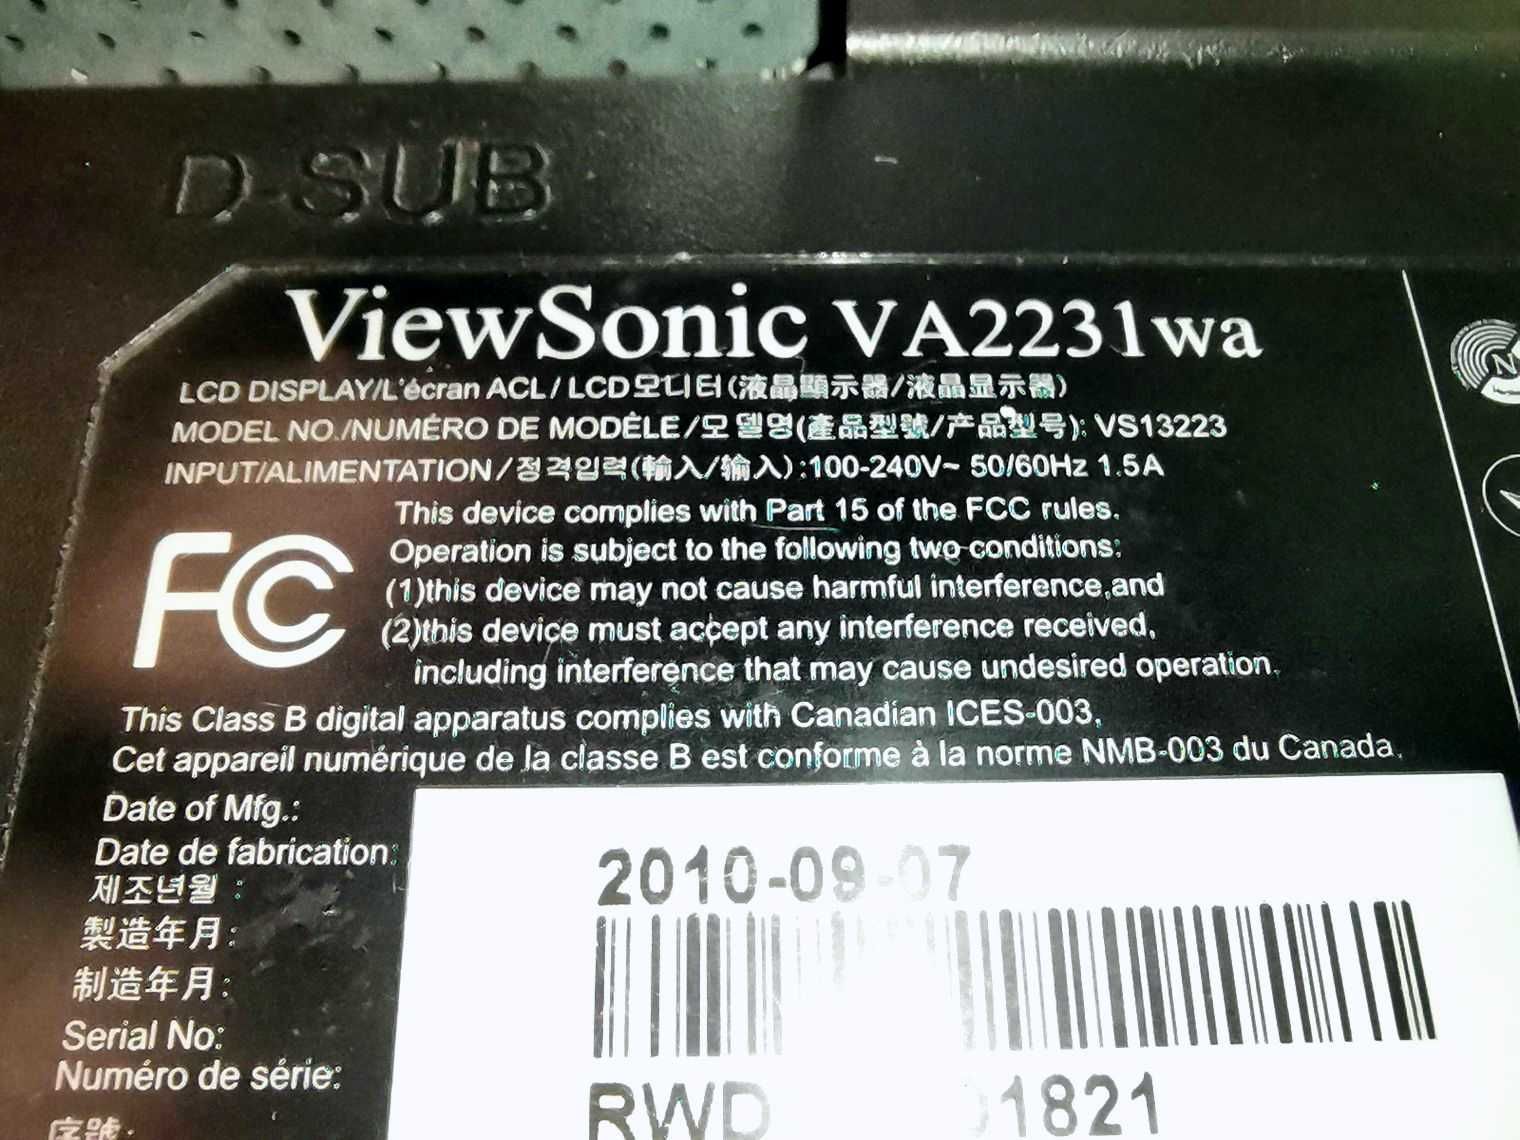 D-SUB
ViewSonic VA2231wa
LCD DISPLAY/L'écran ACL / LCD모니터(液晶顯示器/液晶显示器)
MODEL NO./NUMÉRO DE MODÈLE/모델명(產品型號/产品型号): VS13223
INPUT/ALIMENTATION/정격입력(輸入/输入):100-240V~ 50/60Hz 1.5A
FC
This device complies with Part 15 of the FCC rules.
Operation is subject to the following two conditions:
(1)this device may not cause harmful interference,and
(2)this device must accept any interference received,
including interference that may cause undesired operation.
This Class B digital apparatus complies with Canadian ICES-003,
Cet appareil numérique de la classe B est conforme à la norme NMB-003 du Canada.
Date of Mfg.:
Date de fabrication:
제조년월 :
製造年月:
制造年月:
2010-09-07
Serial No:
Numéro de série:
序號:
RWD 1821